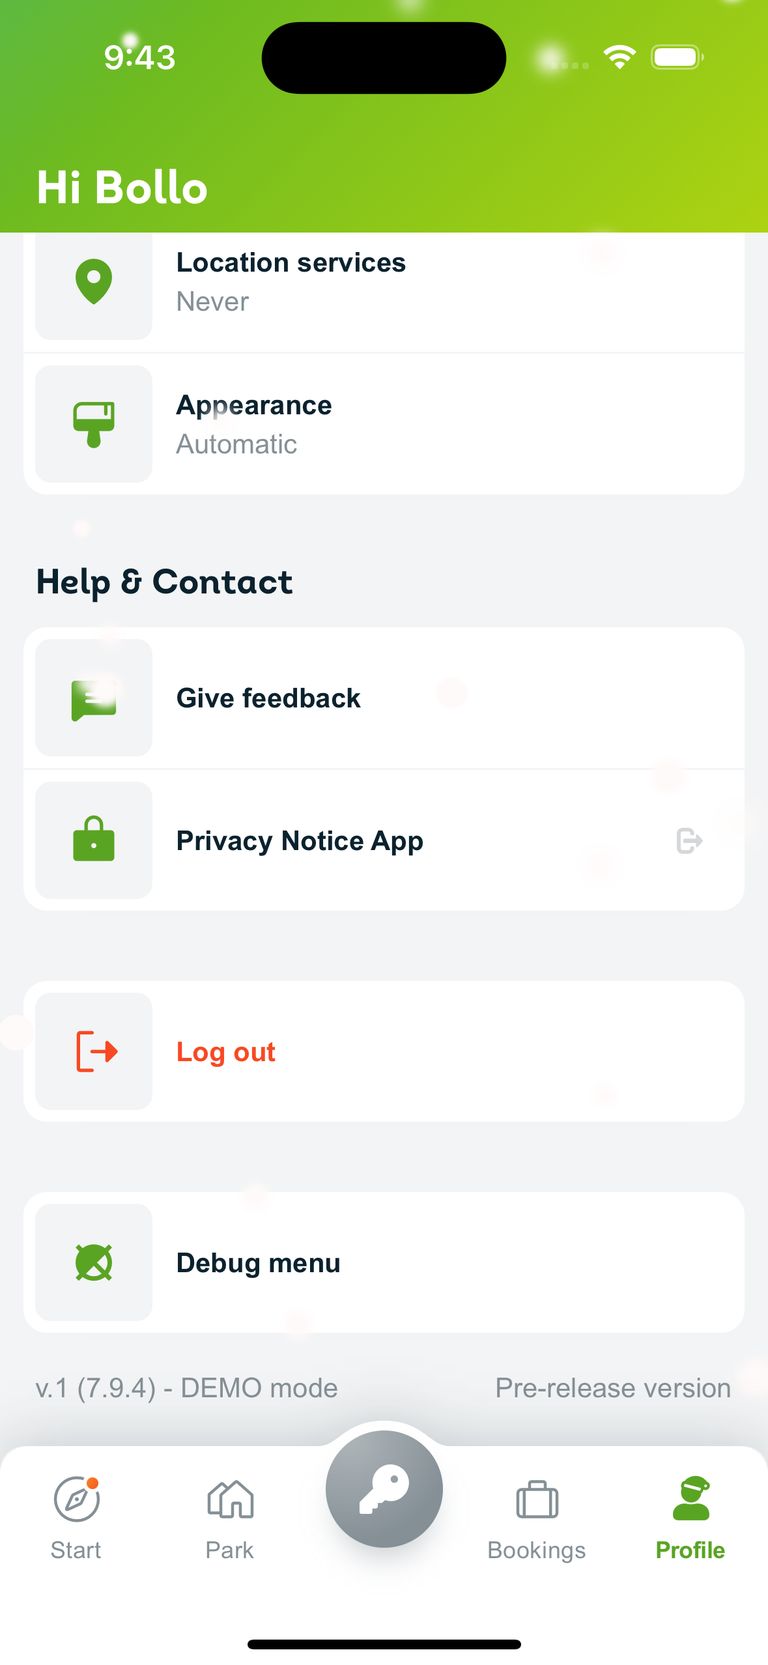 9:43
Hi Bollo
Location services
Never
Appearance
Automatic
Help & Contact
Give feedback
Privacy Notice App
Log out
Debug menu
v.1 (7.9.4) - DEMO mode
Pre-release version
Start
Park
Bookings
Profile